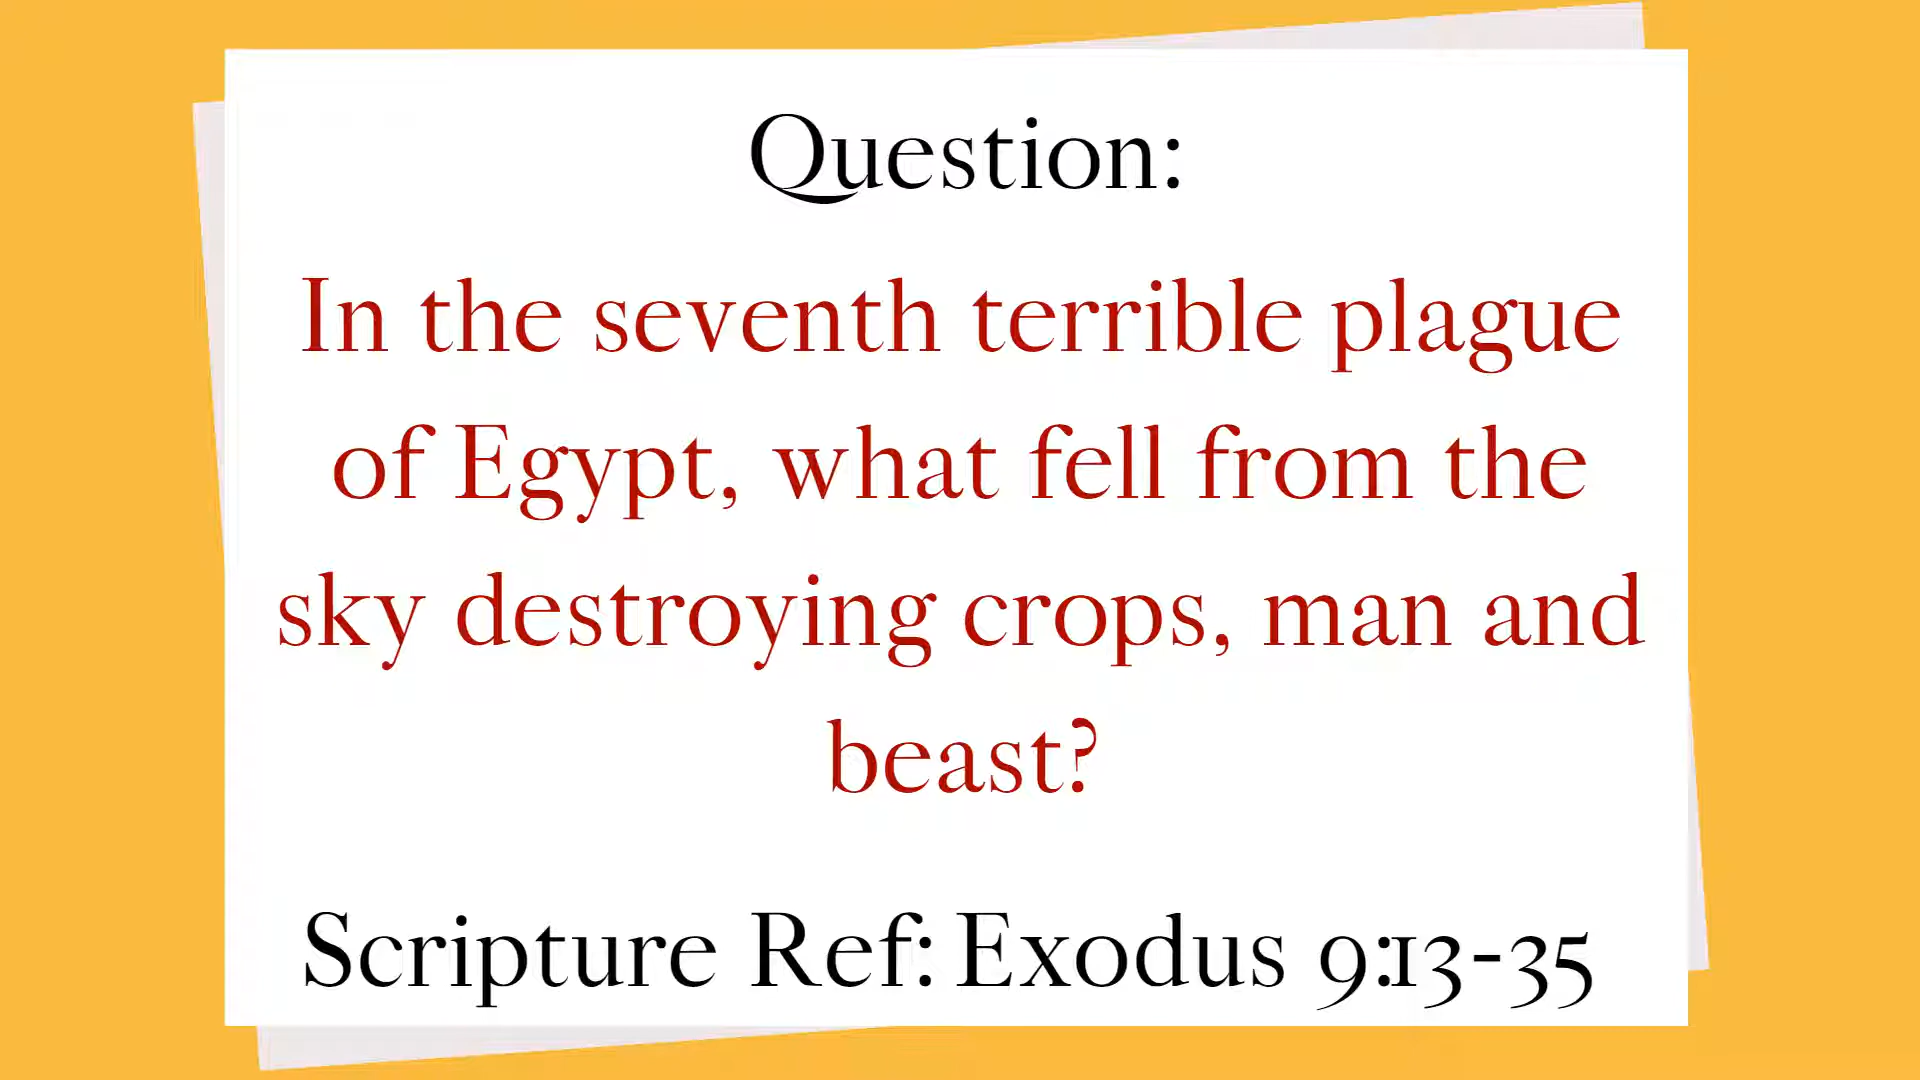 Question:
In the seventh terrible plague
of Egypt, what fell from the
sky destroying crops, man and
beast?
Scripture Ref: Exodus 9:13-35